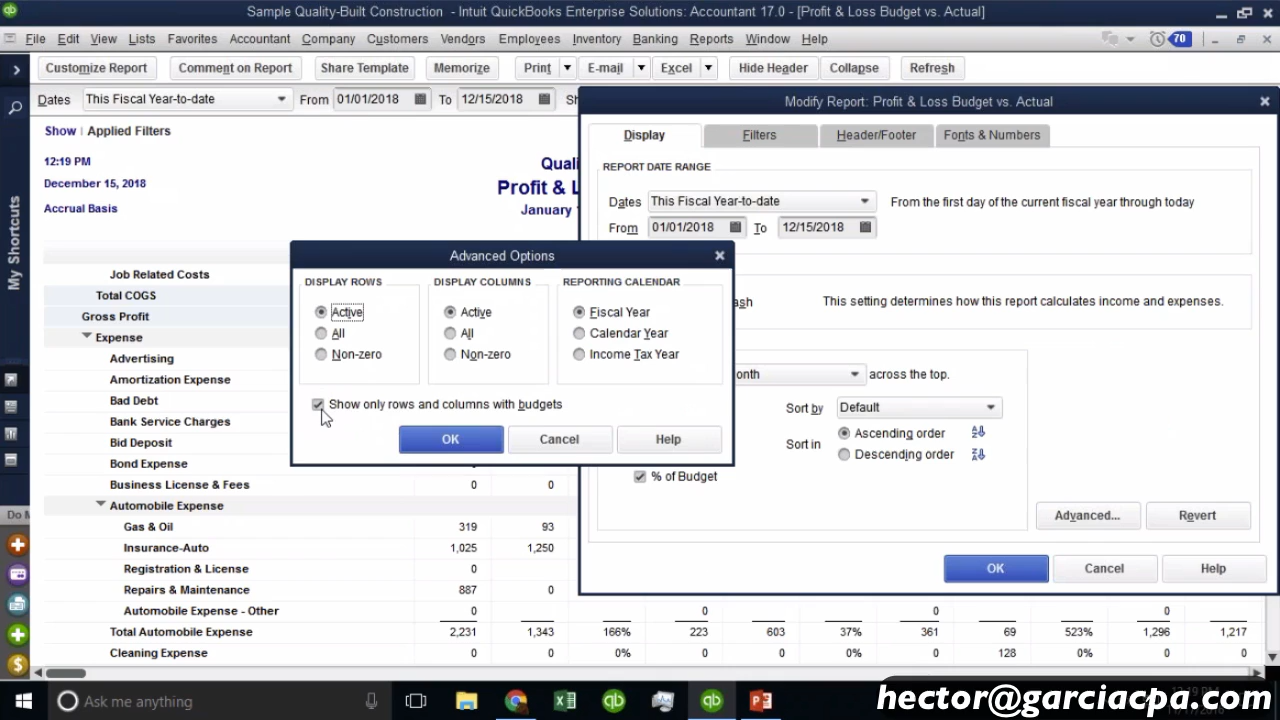 Sample Quality-Built Construction - Intuit QuickBooks Enterprise Solutions: Accountant 17.0 - [Profit & Loss Budget vs. Actual]
File Edit View Lists Favorites Accountant Company Customers Vendors Employees Inventory Banking Reports Window Help 70
Customize Report Comment on Report Share Template Memorize Print E-mail Excel Hide Header Collapse Refresh
Dates This Fiscal Year-to-date From 01/01/2018 To 12/15/2018 Sh
Show Applied Filters
12:19 PM
December 15, 2018
Accrual Basis
Quali
Profit & L
January
My Shortcuts
Do M
Job Related Costs
Total COGS
Gross Profit
Expense
Advertising
Amortization Expense
Bad Debt
Bank Service Charges
Bid Deposit
Bond Expense
Business License & Fees 0 0
Automobile Expense
Gas & Oil 319 93
Insurance-Auto 1,025 1,250
Registration & License 0
Repairs & Maintenance 887 0
Automobile Expense - Other 0 0 0 0
Total Automobile Expense 2,231 1,343 166% 223 603 37% 361 69 523% 1,296 1,217
Cleaning Expense 0 0 0% 0 0 0% 0 128 0% 0 0
Modify Report: Profit & Loss Budget vs. Actual
Display Filters Header/Footer Fonts & Numbers
REPORT DATE RANGE
Dates This Fiscal Year-to-date From the first day of the current fiscal year through today
From 01/01/2018 To 12/15/2018
ash This setting determines how this report calculates income and expenses.
onth across the top.
Sort by Default
Sort in Ascending order
Descending order
% of Budget
Advanced... Revert
OK Cancel Help
Advanced Options
DISPLAY ROWS DISPLAY COLUMNS REPORTING CALENDAR
Active Active Fiscal Year
All All Calendar Year
Non-zero Non-zero Income Tax Year
Show only rows and columns with budgets
OK Cancel Help
Ask me anything
hector@garciacpa.com